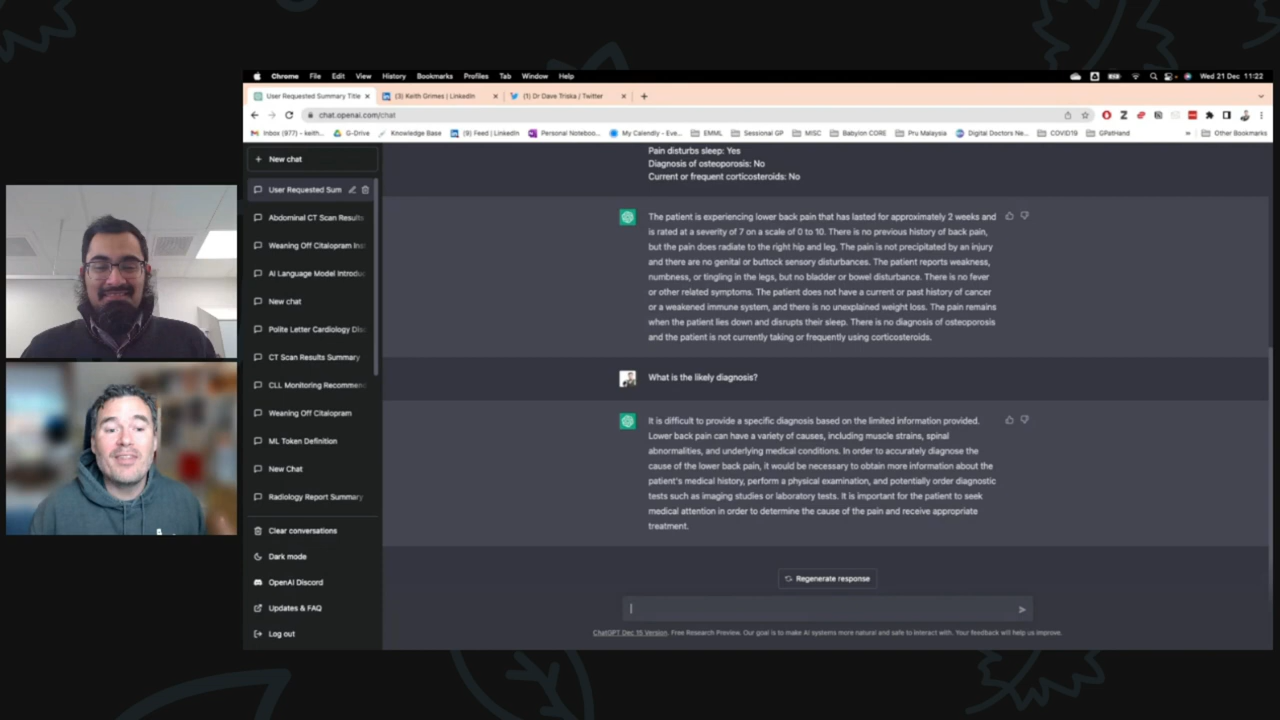 Chrome File Edit View History Bookmarks Profiles Tab Window Help Wed 21 Dec 11:22
User Requested Summary Title (3) Keith Grimes | LinkedIn (1) Dr Dave Triska / Twitter
chat.openai.com/chat
Inbox (977) - keith... G-Drive Knowledge Base (9) Feed | LinkedIn Personal Noteboo... My Calendly - Eve... EMML Sessional GP MISC Babylon CORE Pru Malaysia Digital Doctors Ne... COVID19 GPatHand » Other Bookmarks
+ New chat
User Requested Sum
Abdominal CT Scan Results
Weaning Off Citalopram Ins
AI Language Model Introduc
New chat
Polite Letter Cardiology Dis
CT Scan Results Summary
CLL Monitoring Recommend
Weaning Off Citalopram
ML Token Definition
New Chat
Radiology Report Summary
Clear conversations
Dark mode
OpenAI Discord
Updates & FAQ
Log out
Pain disturbs sleep: Yes
Diagnosis of osteoporosis: No
Current or frequent corticosteroids: No
The patient is experiencing lower back pain that has lasted for approximately 2 weeks and
is rated at a severity of 7 on a scale of 0 to 10. There is no previous history of back pain,
but the pain does radiate to the right hip and leg. The pain is not precipitated by an injury
and there are no genital or buttock sensory disturbances. The patient reports weakness,
numbness, or tingling in the legs, but no bladder or bowel disturbance. There is no fever
or other related symptoms. The patient does not have a current or past history of cancer
or a weakened immune system, and there is no unexplained weight loss. The pain remains
when the patient lies down and disrupts their sleep. There is no diagnosis of osteoporosis
and the patient is not currently taking or frequently using corticosteroids.
What is the likely diagnosis?
It is difficult to provide a specific diagnosis based on the limited information provided.
Lower back pain can have a variety of causes, including muscle strains, spinal
abnormalities, and underlying medical conditions. In order to accurately diagnose the
cause of the lower back pain, it would be necessary to obtain more information about the
patient's medical history, perform a physical examination, and potentially order diagnostic
tests such as imaging studies or laboratory tests. It is important for the patient to seek
medical attention in order to determine the cause of the pain and receive appropriate
treatment.
Regenerate response
ChatGPT Dec 15 Version. Free Research Preview. Our goal is to make AI systems more natural and safe to interact with. Your feedback will help us improve.